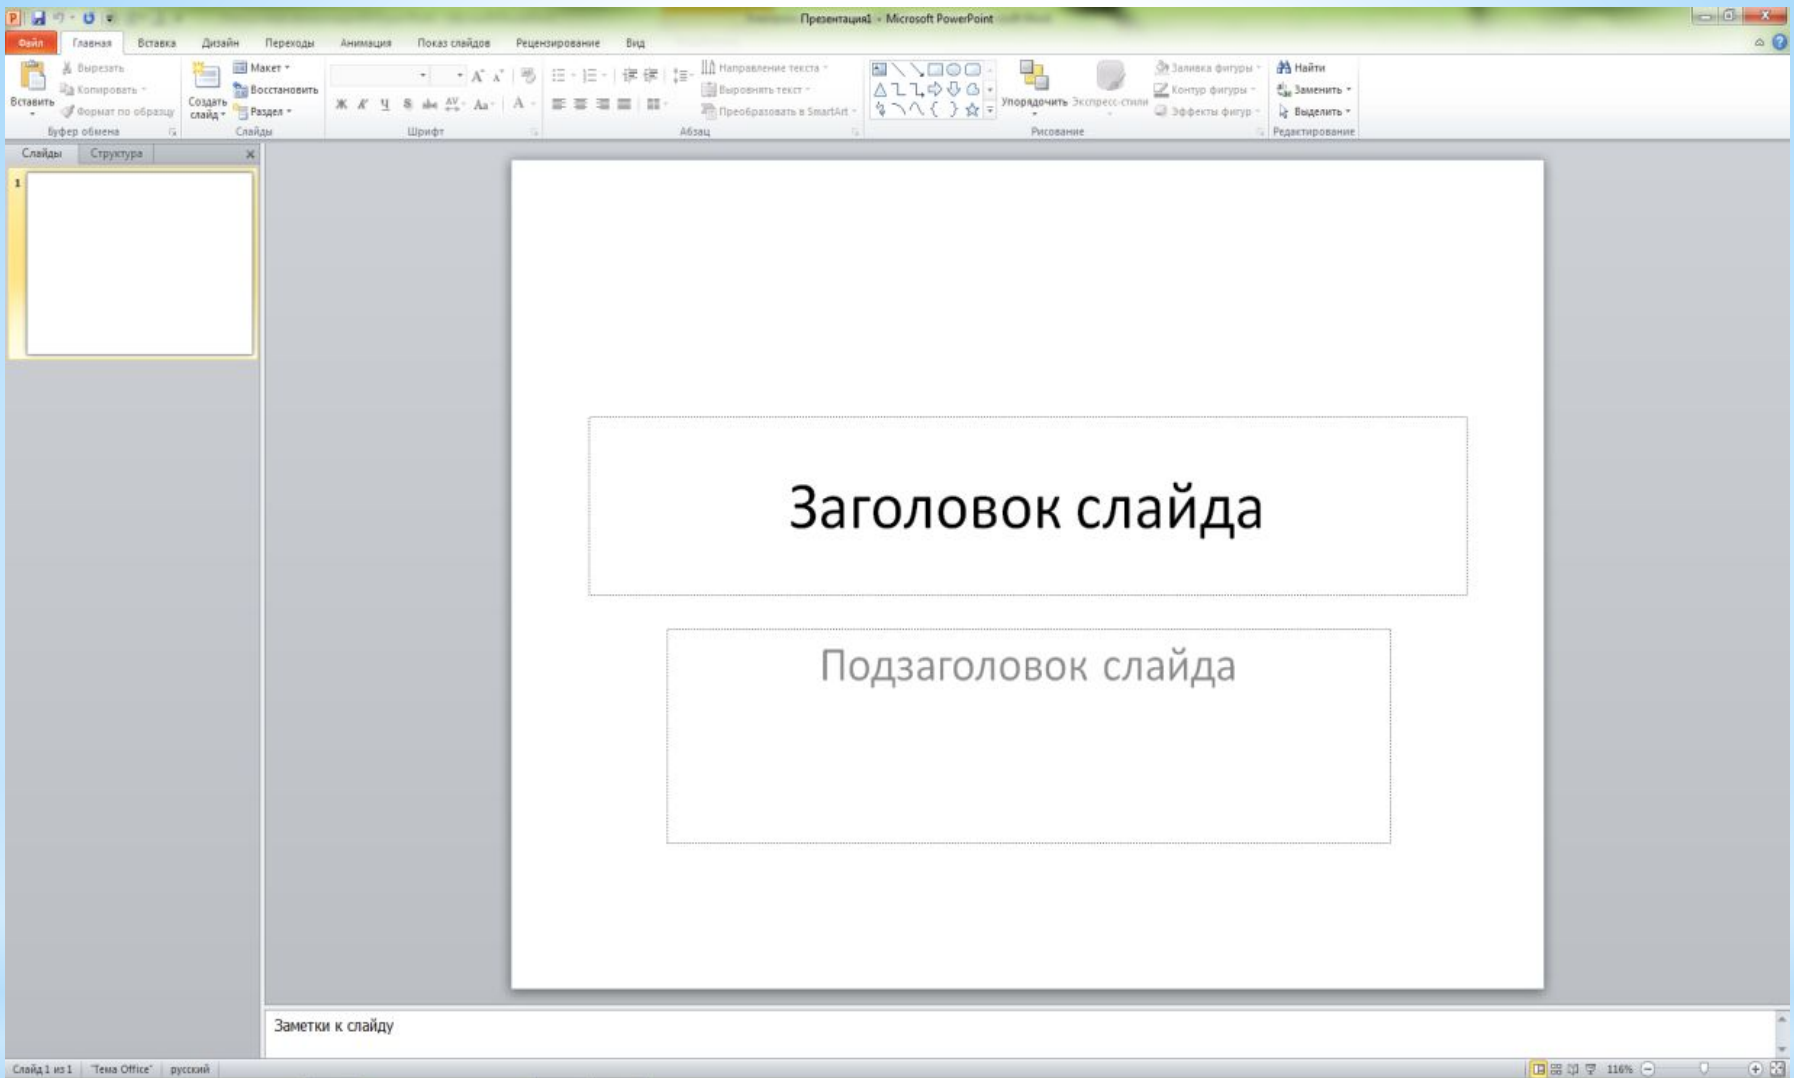 Презентация1 - Microsoft PowerPoint
Файл Главная Вставка Дизайн Переходы Анимация Показ слайдов Рецензирование Вид
Вставить
Вырезать
Копировать
Формат по образцу
Буфер обмена
Создать слайд
Макет
Восстановить
Раздел
Слайды
Ж К Ч S abc AV Aa А
Шрифт
Направление текста
Выровнять текст
Преобразовать в SmartArt
Абзац
Упорядочить Экспресс-стили
Заливка фигуры
Контур фигуры
Эффекты фигур
Рисование
Найти
Заменить
Выделить
Редактирование
Слайды Структура
1
Заголовок слайда
Подзаголовок слайда
Заметки к слайду
Слайд 1 из 1 "Тема Office" русский 116%